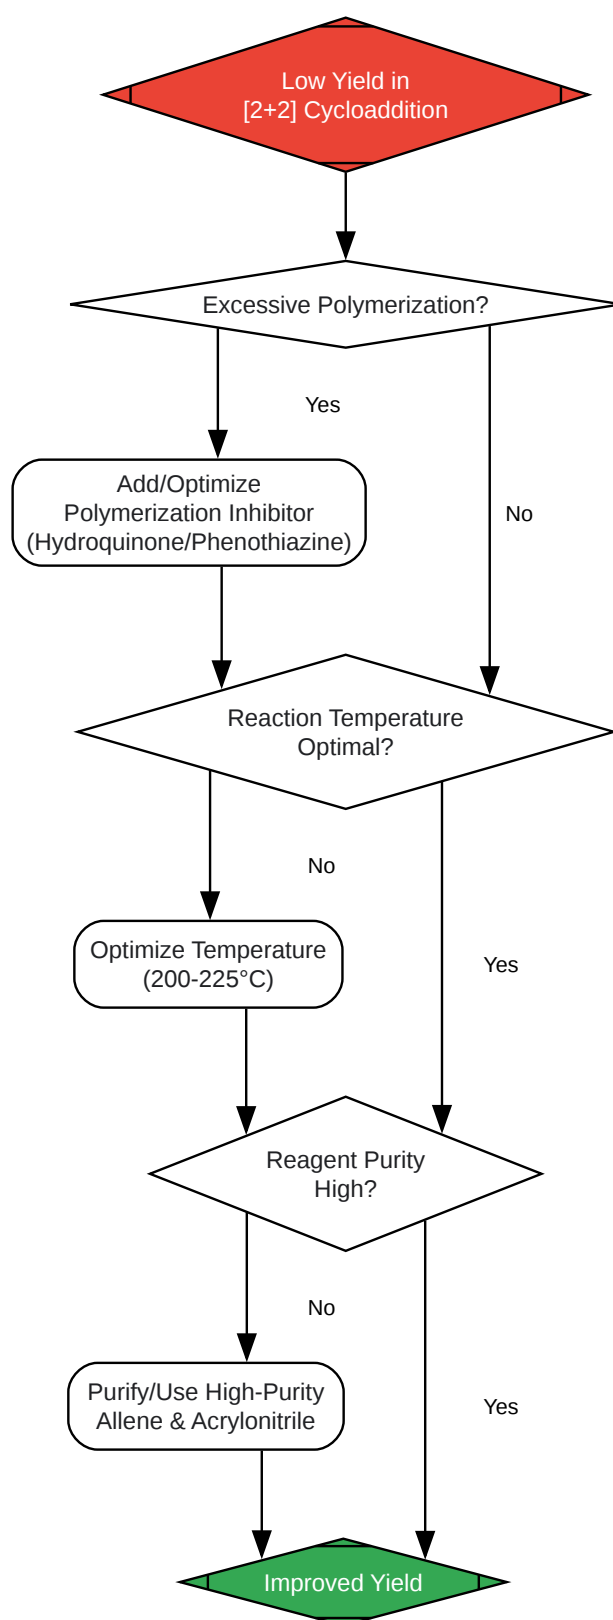 Low Yield in
[2+2] Cycloaddition
Excessive Polymerization?
Yes
Add/Optimize
Polymerization Inhibitor
(Hydroquinone/Phenothiazine)
No
Reaction Temperature
Optimal?
No
Optimize Temperature
(200-225°C)
Yes
Reagent Purity
High?
No
Purify/Use High-Purity
Allene & Acrylonitrile
Yes
Improved Yield